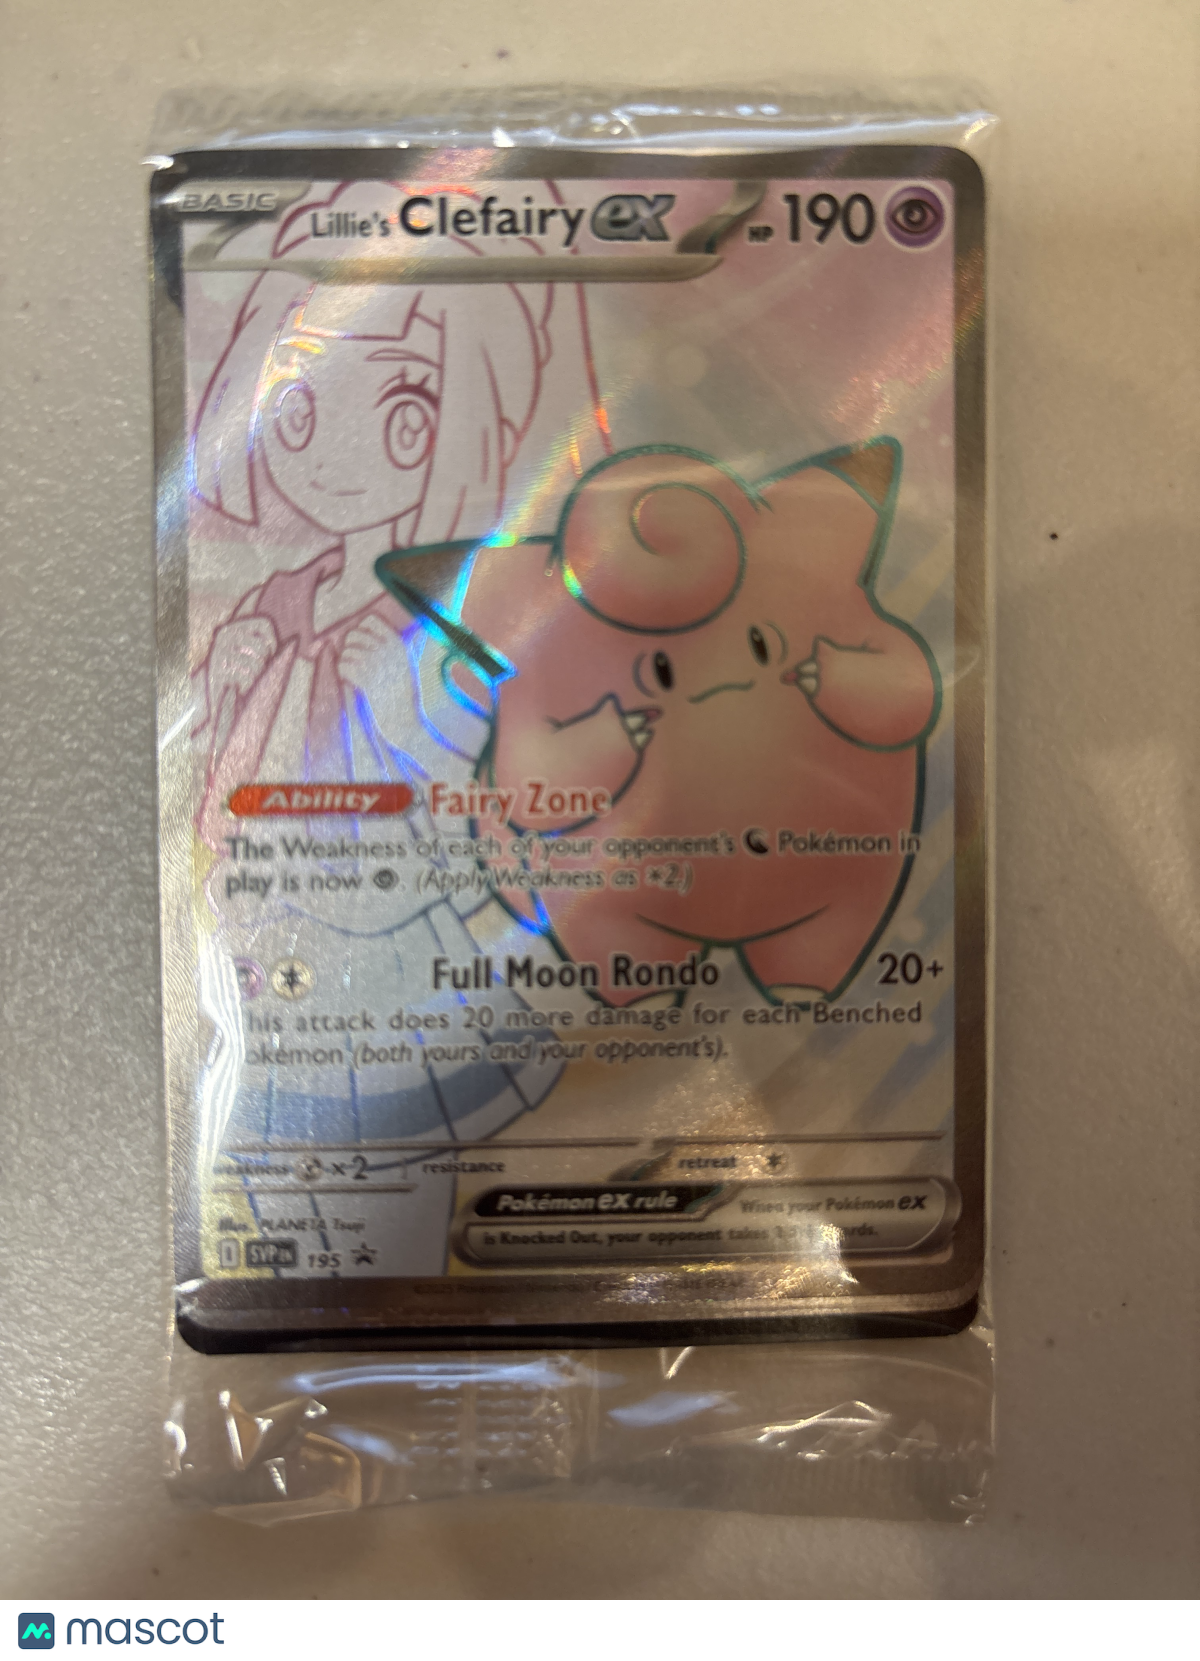 BASIC
Lillie's Clefairy ex HP 190
Ability Fairy Zone
The Weakness of each of your opponent's Pokémon in
play is now . (Apply Weakness as ×2.)
Full Moon Rondo 20+
his attack does 20 more damage for each Benched
okémon (both yours and your opponent's).
weakness ×2 resistance retreat
Pokémon ex rule When your Pokémon ex
is Knocked Out, your opponent takes
Illus. PLANETA Tsuji
I SVP EN 195
mascot